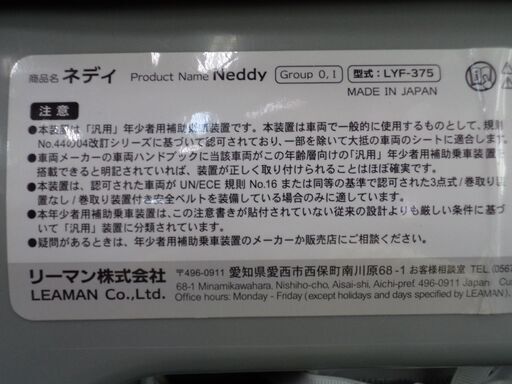 商品名 ネディ Product Name Neddy Group 0, I 型式：LYF-375
MADE IN JAPAN
注意
●本装置は「汎用」年少者用補助乗車装置です。本装置は車両で一般的に使用するものとして、規則
No.44の04改訂シリーズに基づいて認可されており、一部を除いて大抵の車両のシートに適合します。
●車両メーカーの車両ハンドブックに当該車両がこの年齢層向けの「汎用」年少者用補助乗車装置を
搭載できると明記されていれば、装置が正しく取り付けられることはほぼ確実です。
●本装置は、認可された車両が UN/ECE 規則 No.16 または同等の基準で認可された3点式／巻取り装
置なし／巻取り装置付き安全ベルトを装備している場合のみに適しています。
●本年少者用補助乗車装置は、この注意書きが貼付されていない従来の設計よりも厳しい条件に基づ
いて「汎用」装置に分類されています。
●疑問があるときは、年少者用補助乗車装置のメーカーか販売店にご相談ください。
リーマン株式会社 〒496-0911 愛知県愛西市西保町南川原68-1 お客様相談室 TEL (0567
LEAMAN Co.,Ltd. 68-1 Minamikawahara, Nishiho-cho, Aisai-shi, Aichi-pref. 496-0911 Japan
Office hours: Monday - Friday (except holidays and days specified by LEAMAN).